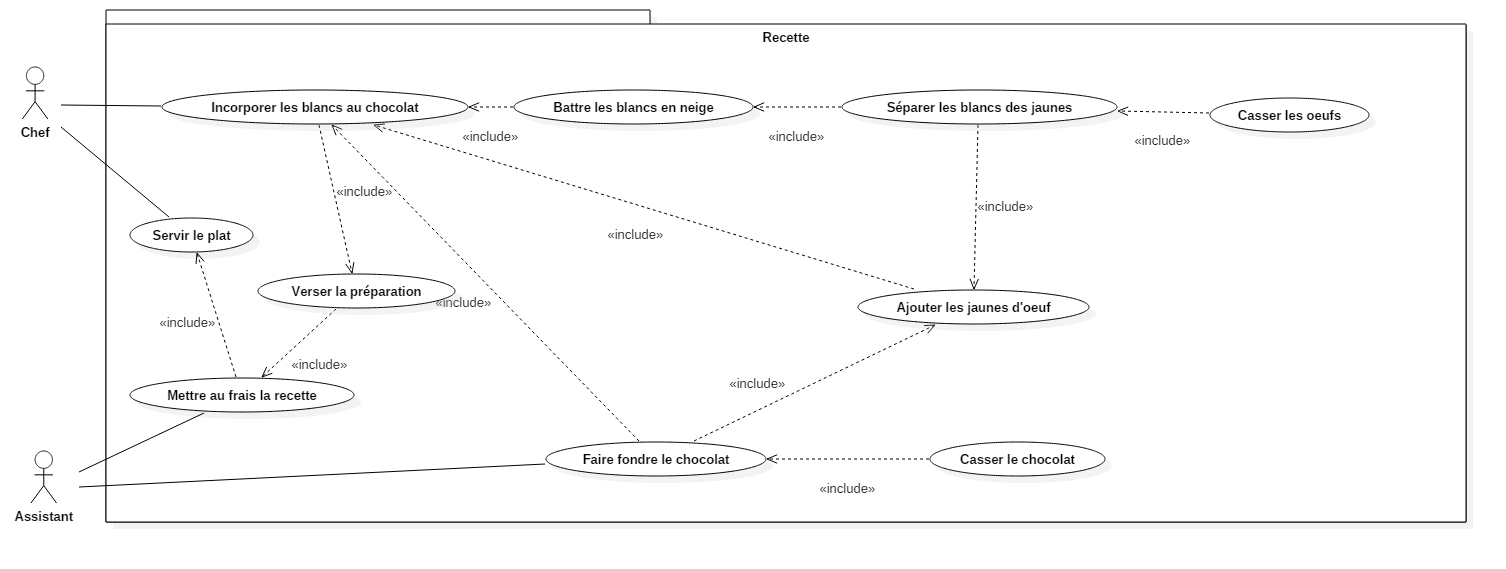 Recette
Incorporer les blancs au chocolat
Battre les blancs en neige
Séparer les blancs des jaunes
Casser les oeufs
Chef
«include»
«include»
«include»
«include»
«include»
«include»
Servir le plat
Verser la préparation
«include»
Ajouter les jaunes d'oeuf
«include»
«include»
«include»
Mettre au frais la recette
Faire fondre le chocolat
Casser le chocolat
«include»
Assistant